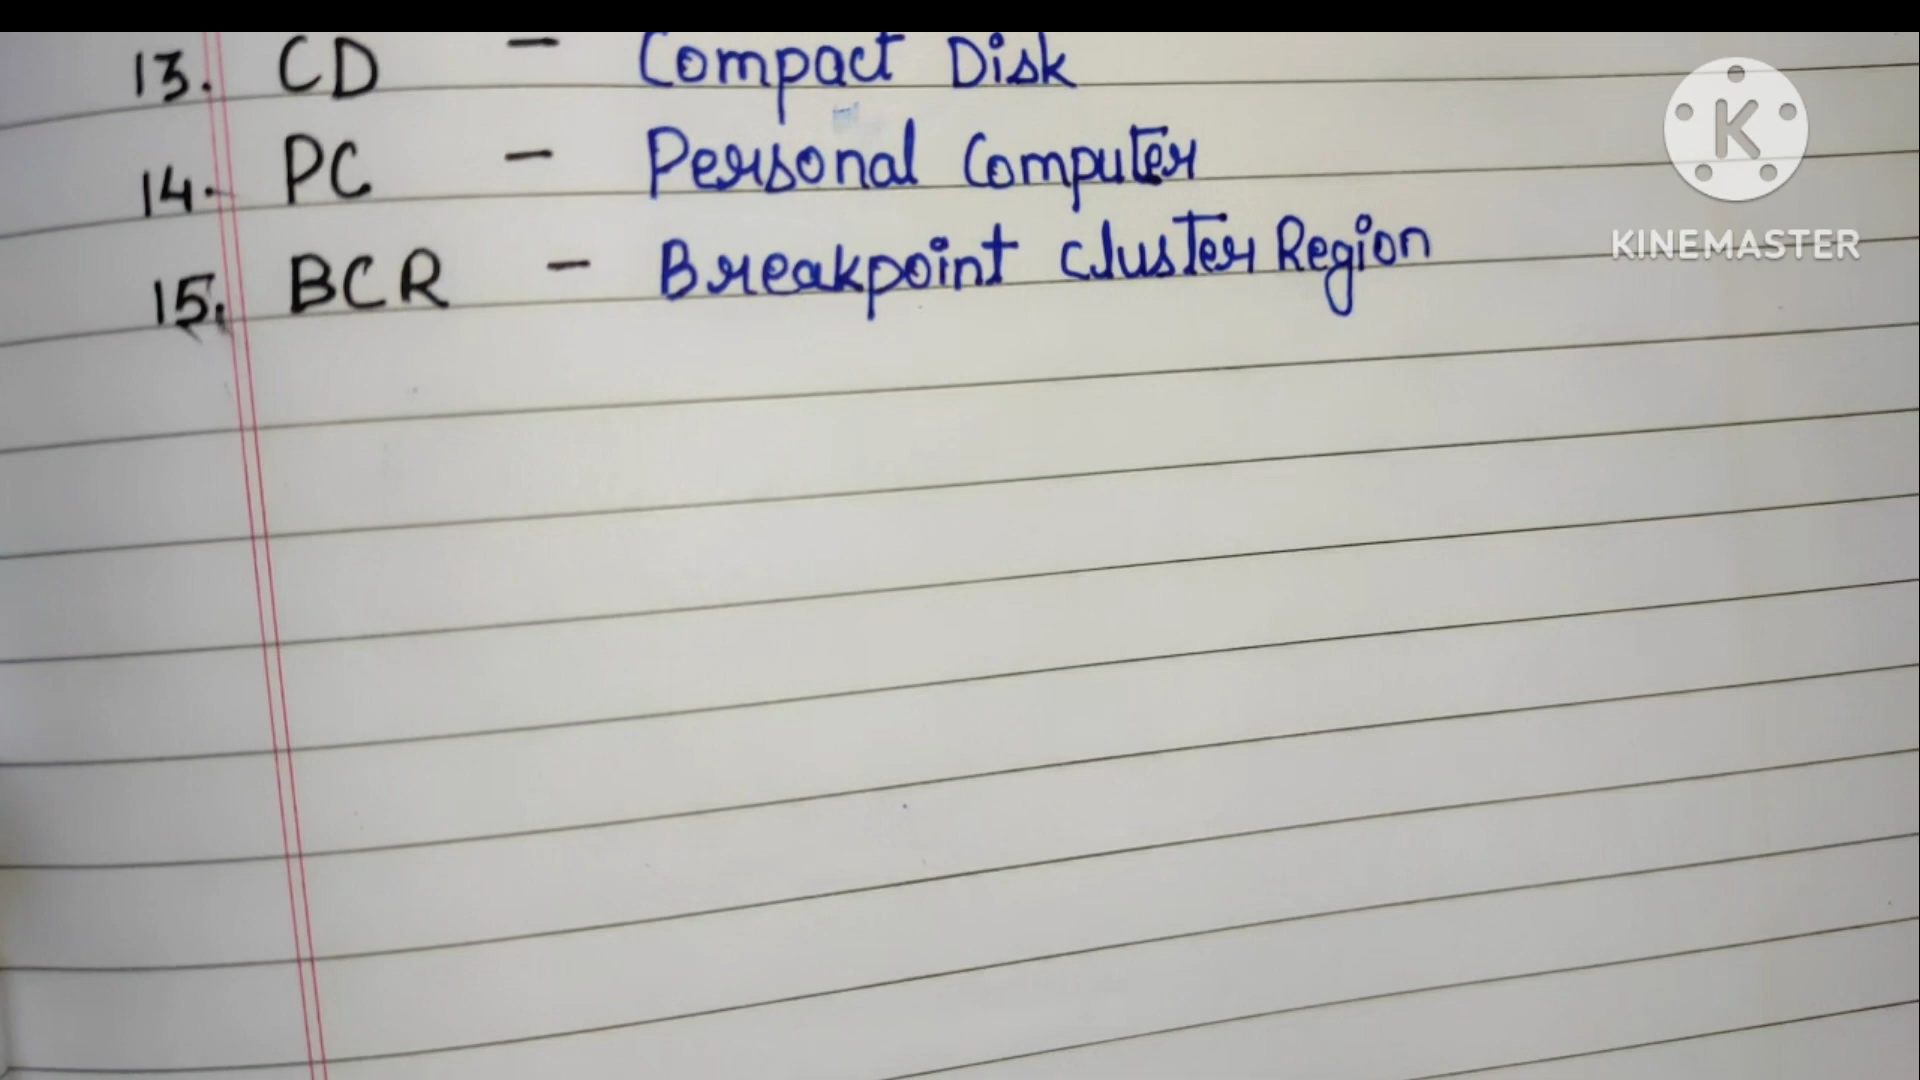 13. CD - Compact Disk
14. PC - Personal Computer
15. BCR - Breakpoint cluster Region
K
KINEMASTER